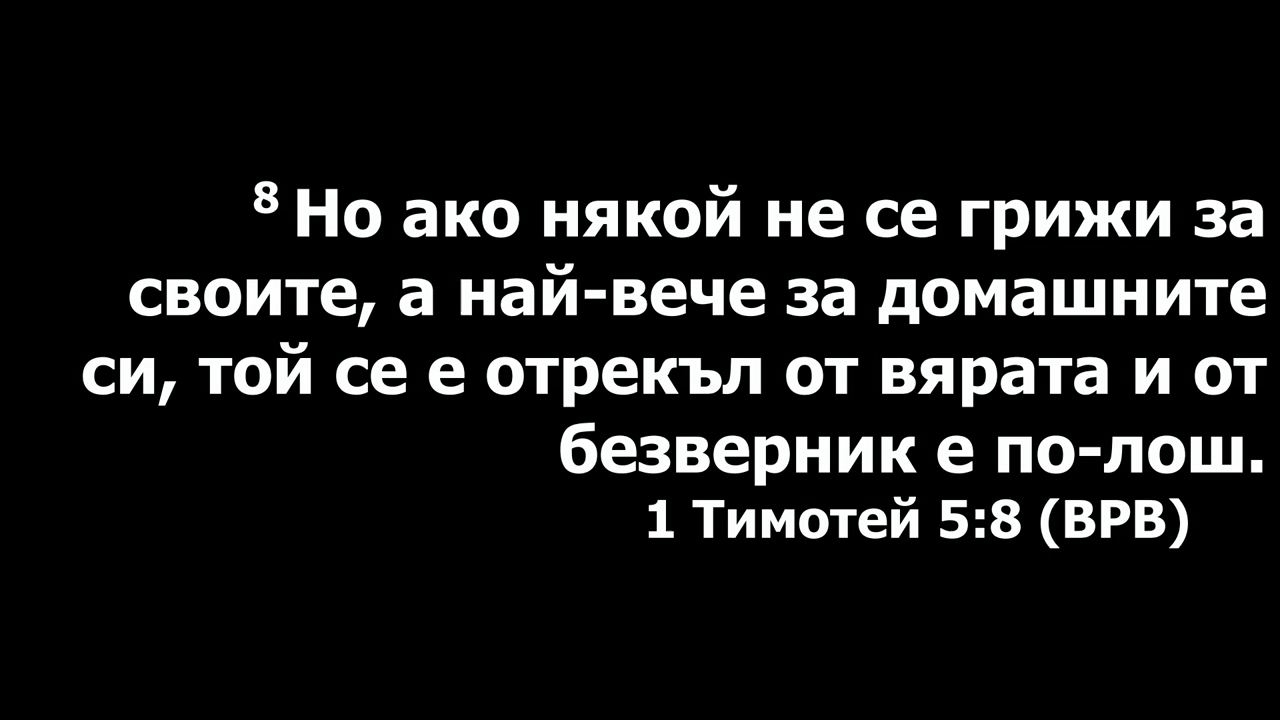 ⁸ Но ако някой не се грижи за
своите, а най-вече за домашните
си, той се е отрекъл от вярата и от
безверник е по-лош.
1 Тимотей 5:8 (ВРВ)